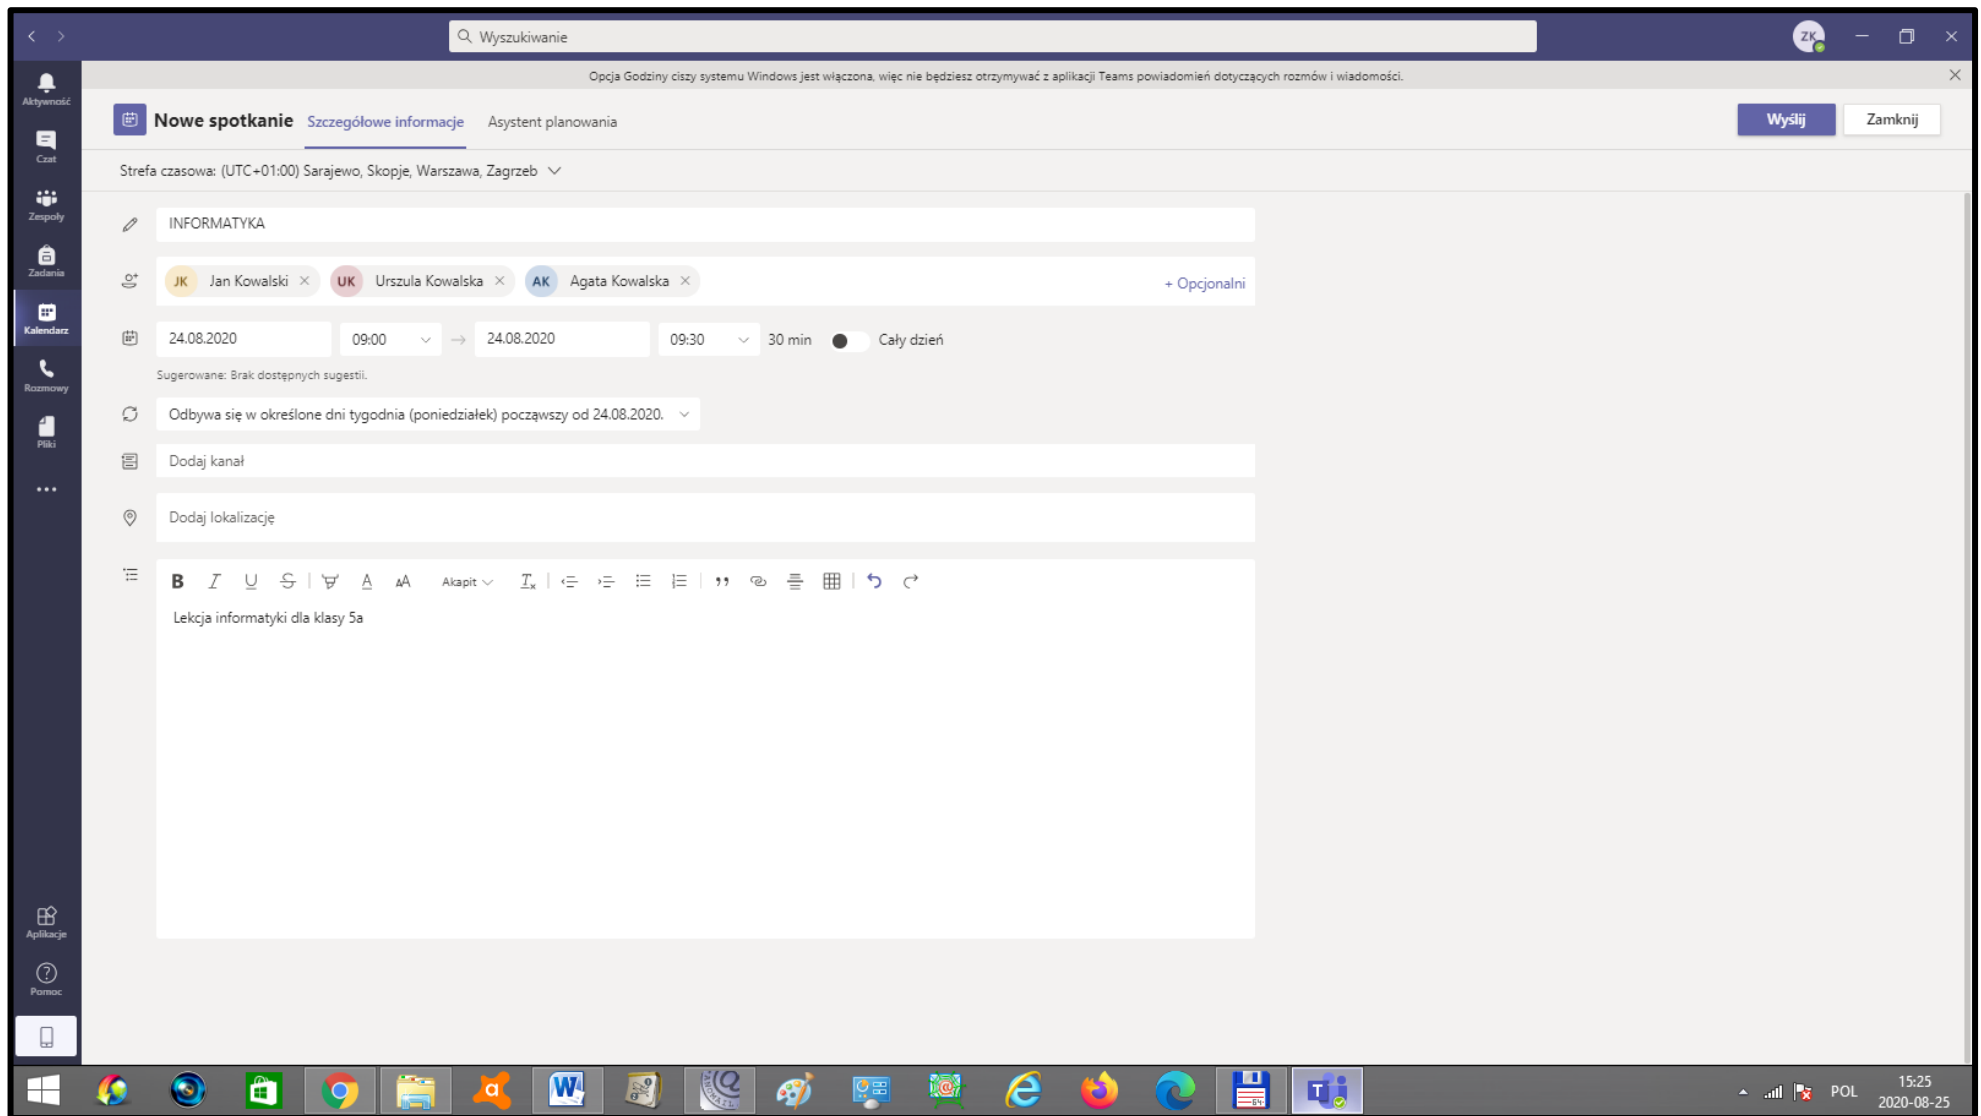 Wyszukiwanie
ZK
Opcja Godziny ciszy systemu Windows jest włączona, więc nie będziesz otrzymywać z aplikacji Teams powiadomień dotyczących rozmów i wiadomości.
Aktywność
Czat
Zespoły
Zadania
Kalendarz
Rozmowy
Pliki
Aplikacje
Pomoc
Nowe spotkanie Szczegółowe informacje Asystent planowania
Wyślij Zamknij
Strefa czasowa: (UTC+01:00) Sarajewo, Skopje, Warszawa, Zagrzeb
INFORMATYKA
JK Jan Kowalski UK Urszula Kowalska AK Agata Kowalska + Opcjonalni
24.08.2020 09:00 → 24.08.2020 09:30 30 min Cały dzień
Sugerowane: Brak dostępnych sugestii.
Odbywa się w określone dni tygodnia (poniedziałek) począwszy od 24.08.2020.
Dodaj kanał
Dodaj lokalizację
B I U S A AA Akapit
Lekcja informatyki dla klasy 5a
POL 15:25
2020-08-25